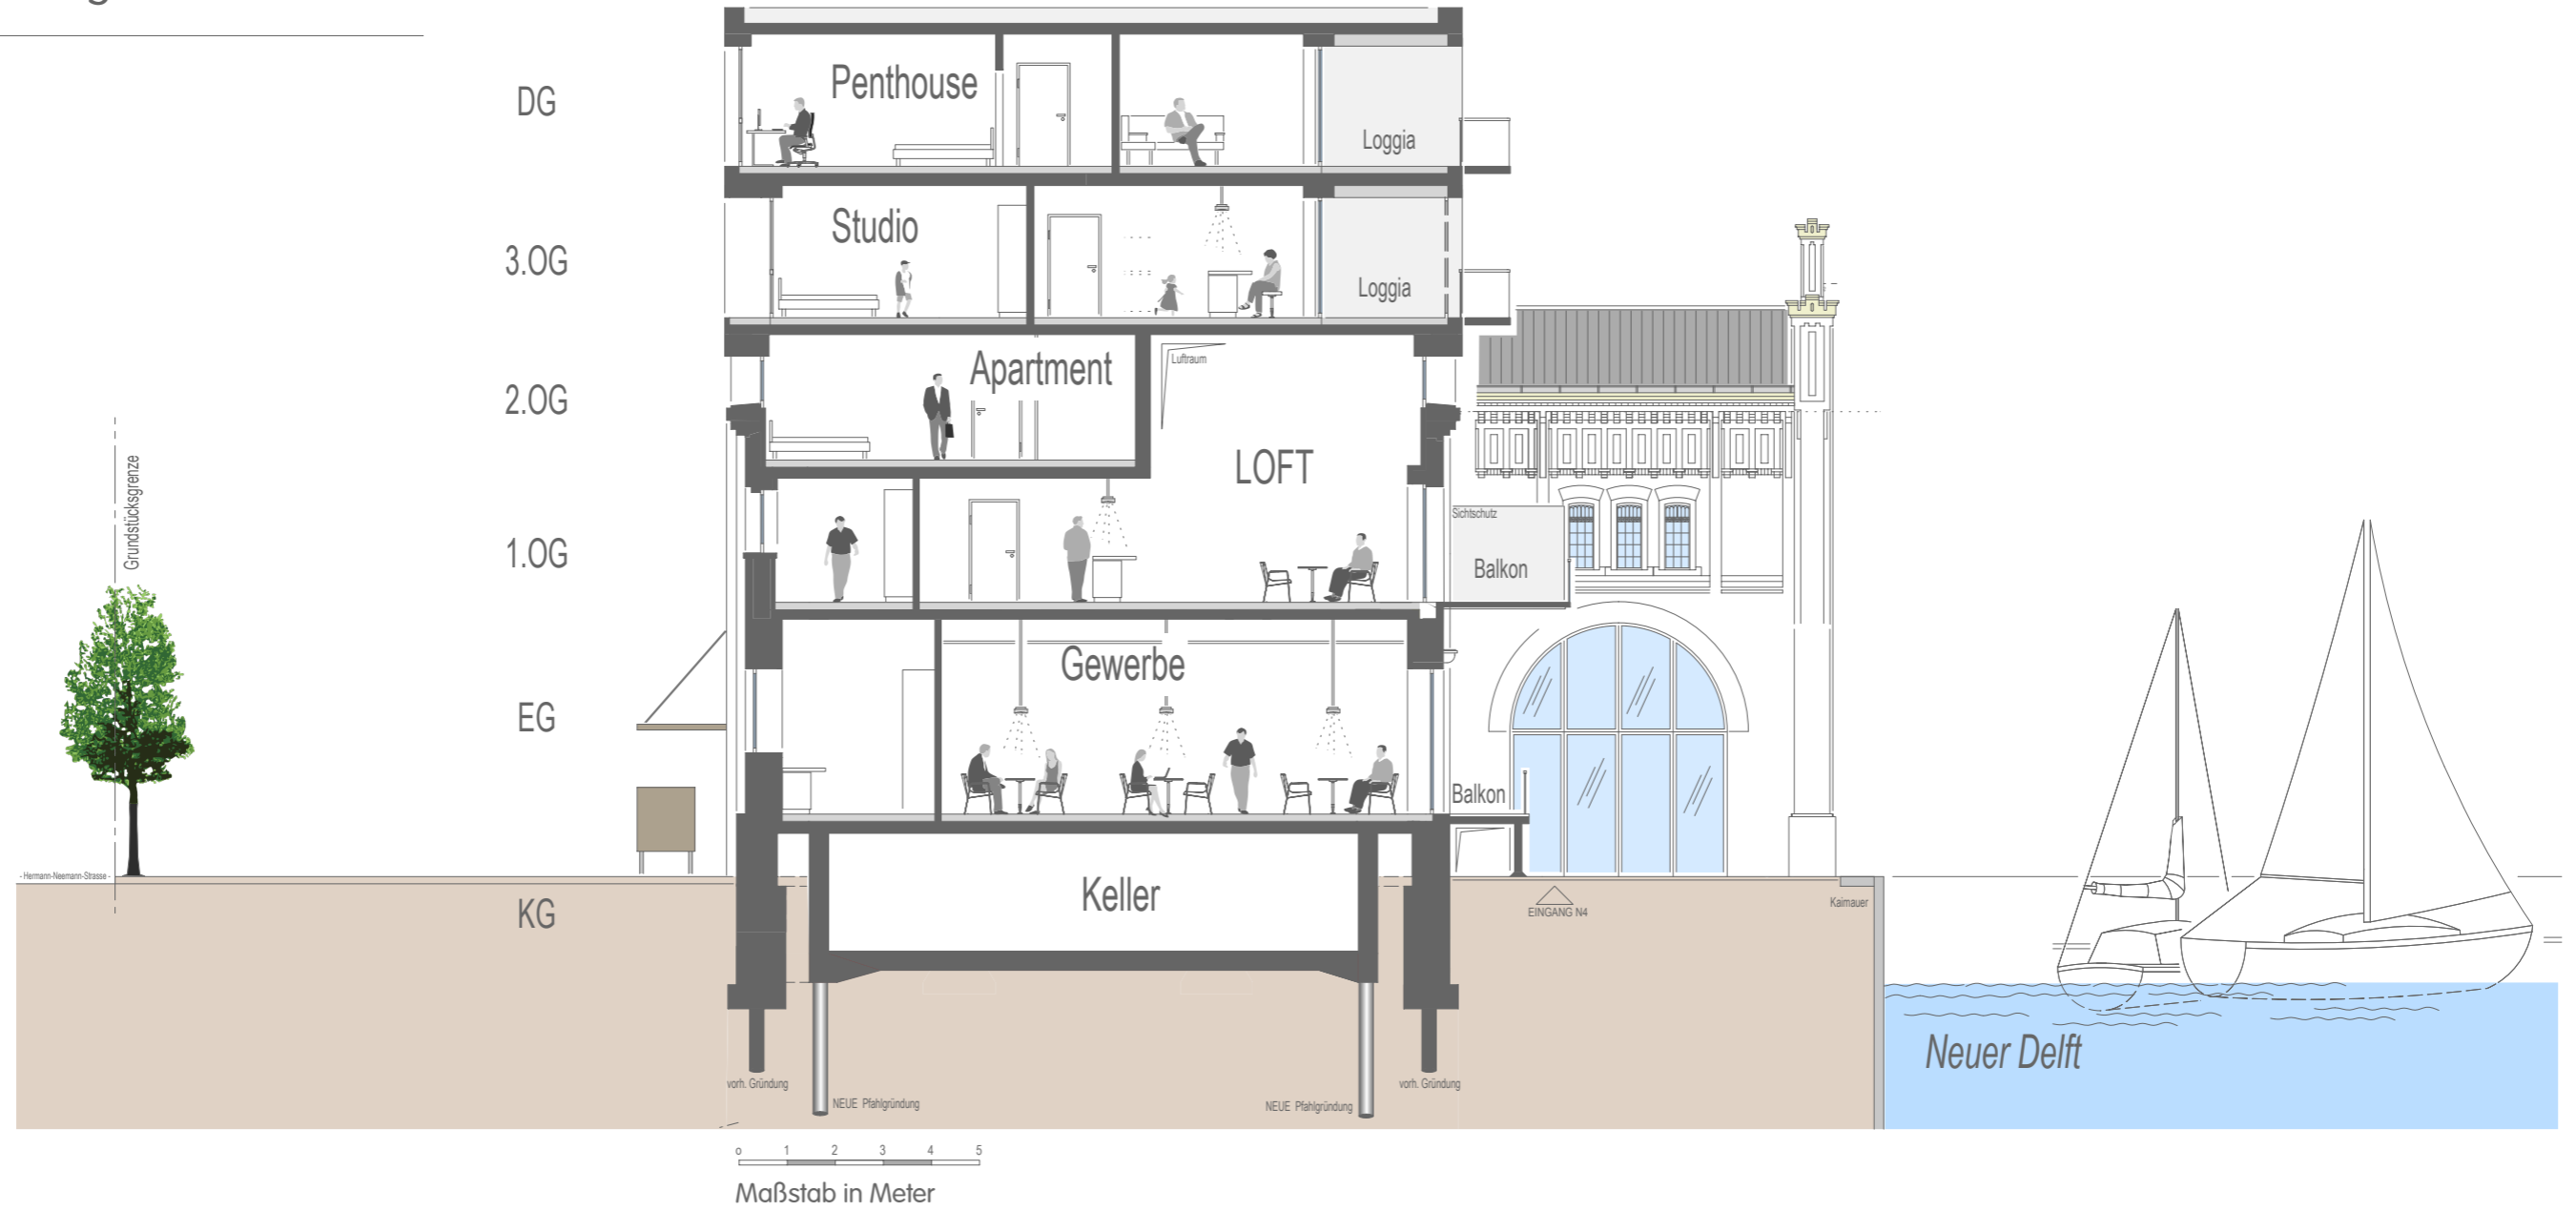 DG
Penthouse
Loggia
3.OG
Studio
Loggia
2.OG
Apartment
Luftraum
LOFT
Grundstücksgrenze
1.OG
Sichtschutz
Balkon
EG
Gewerbe
Balkon
- Hermann-Neemann-Strasse -
KG
Keller
EINGANG N4
Kaimauer
Neuer Delft
vorh. Gründung
vorh. Gründung
NEUE Pfahlgründung
NEUE Pfahlgründung
o 1 2 3 4 5
Maßstab in Meter